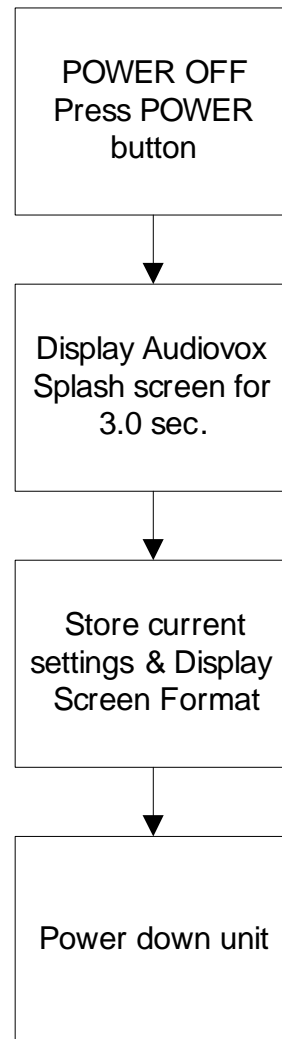 POWER OFF
Press POWER
button
Display Audiovox
Splash screen for
3.0 sec.
Store current
settings & Display
Screen Format
Power down unit